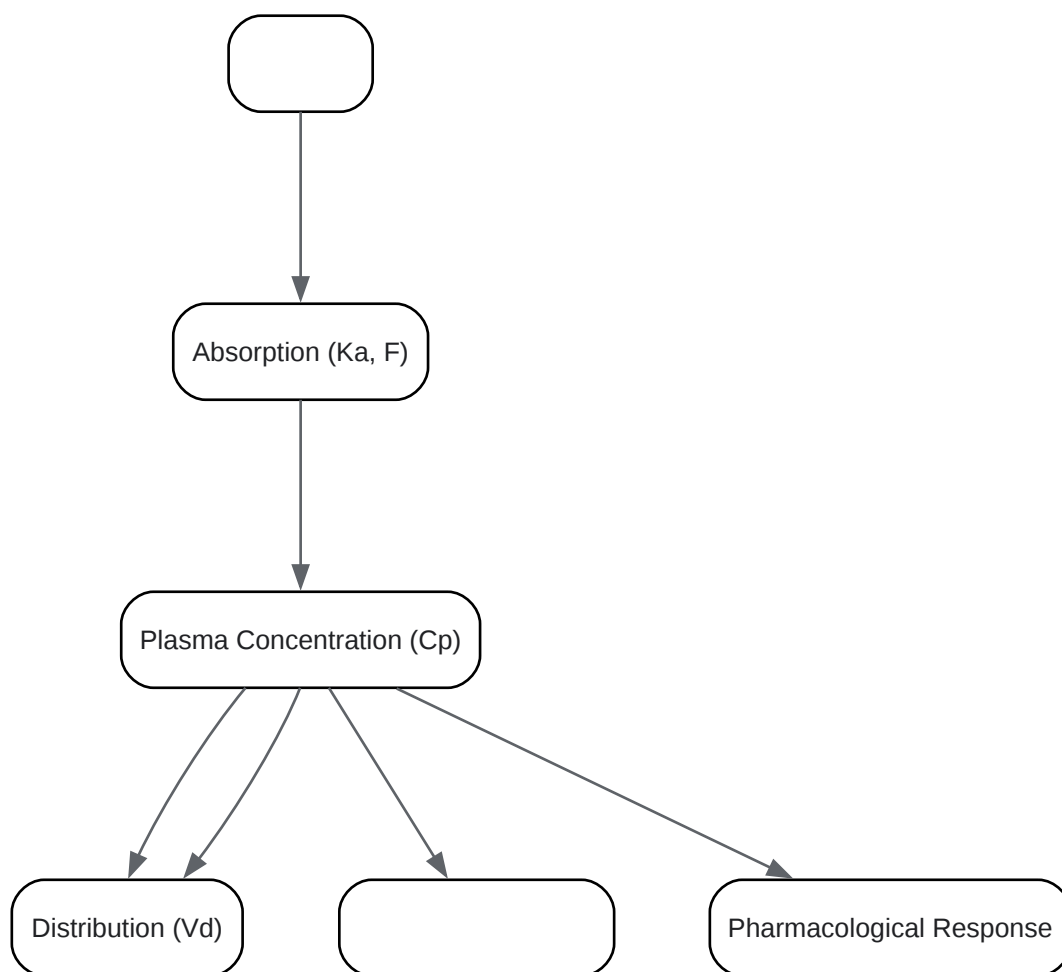 Absorption (Ka, F)
Plasma Concentration (Cp)
Distribution (Vd)
Pharmacological Response